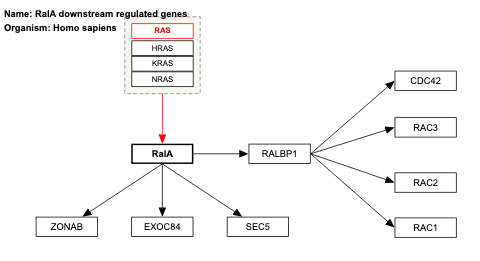 Name: RalA downstream regulated genes
Organism: Homo sapiens
RAS
HRAS
KRAS
NRAS
CDC42
RAC3
RalA
RALBP1
RAC2
ZONAB
EXOC84
SEC5
RAC1